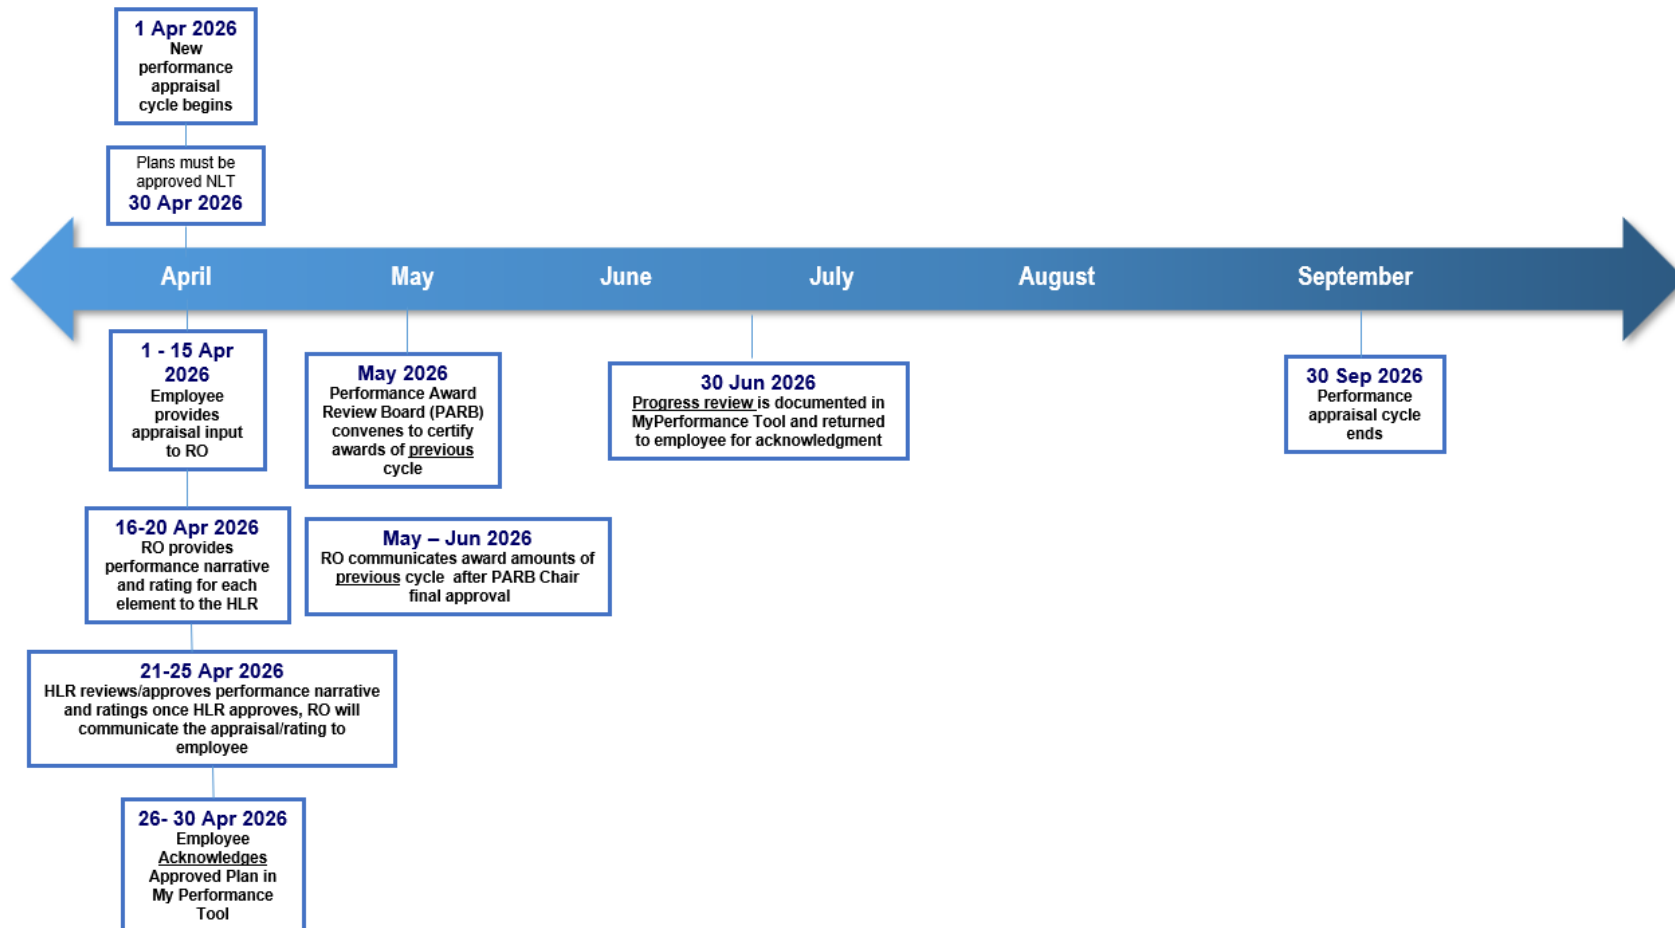 1 Apr 2026
New
performance
appraisal
cycle begins
Plans must be
approved NLT
30 Apr 2026
April
May
June
July
August
September
1 - 15 Apr
2026
Employee
provides
appraisal input
to RO
16-20 Apr 2026
RO provides
performance narrative
and rating for each
element to the HLR
21-25 Apr 2026
HLR reviews/approves performance narrative
and ratings once HLR approves, RO will
communicate the appraisal/rating to
employee
26- 30 Apr 2026
Employee
Acknowledges
Approved Plan in
My Performance
Tool
May 2026
Performance Award
Review Board (PARB)
convenes to certify
awards of previous
cycle
May – Jun 2026
RO communicates award amounts of
previous cycle after PARB Chair
final approval
30 Jun 2026
Progress review is documented in
MyPerformance Tool and returned
to employee for acknowledgment
30 Sep 2026
Performance
appraisal cycle
ends